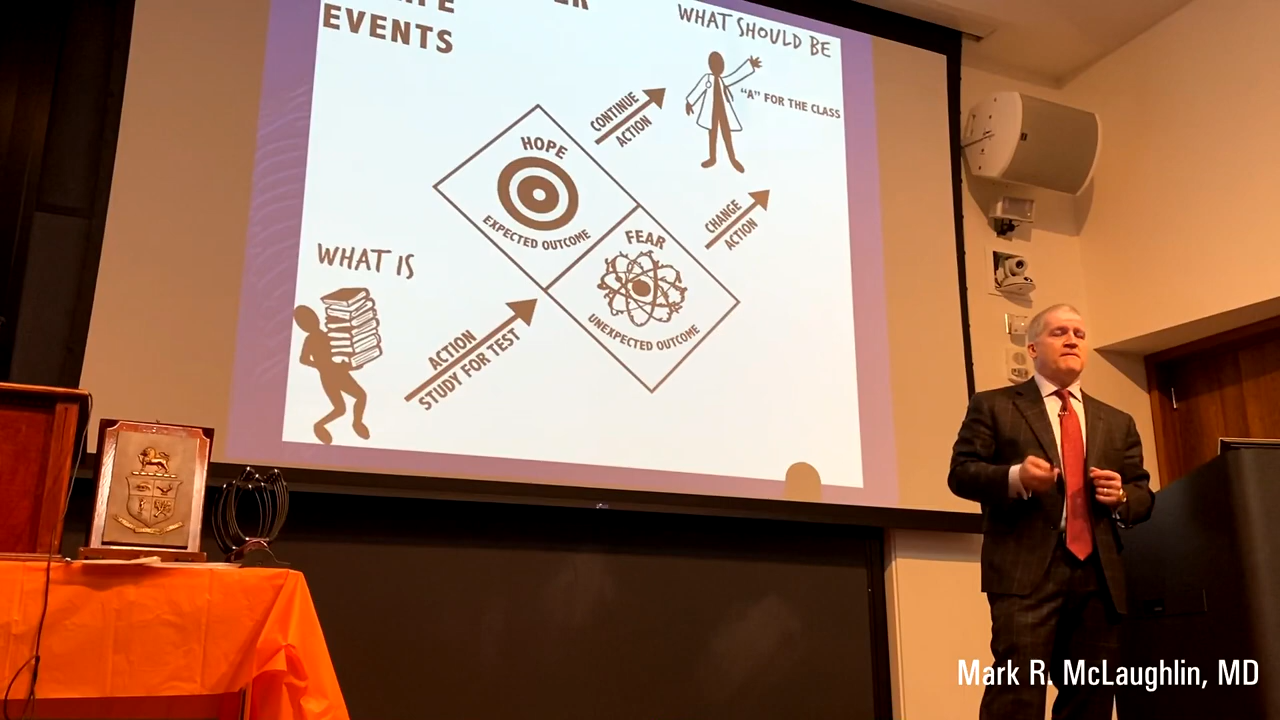 EVENTS
WHAT SHOULD BE
"A" FOR THE CLASS
CONTINUE
ACTION
HOPE
EXPECTED OUTCOME
CHANGE
ACTION
FEAR
UNEXPECTED OUTCOME
WHAT IS
ACTION
STUDY FOR TEST
Mark R. McLaughlin, MD